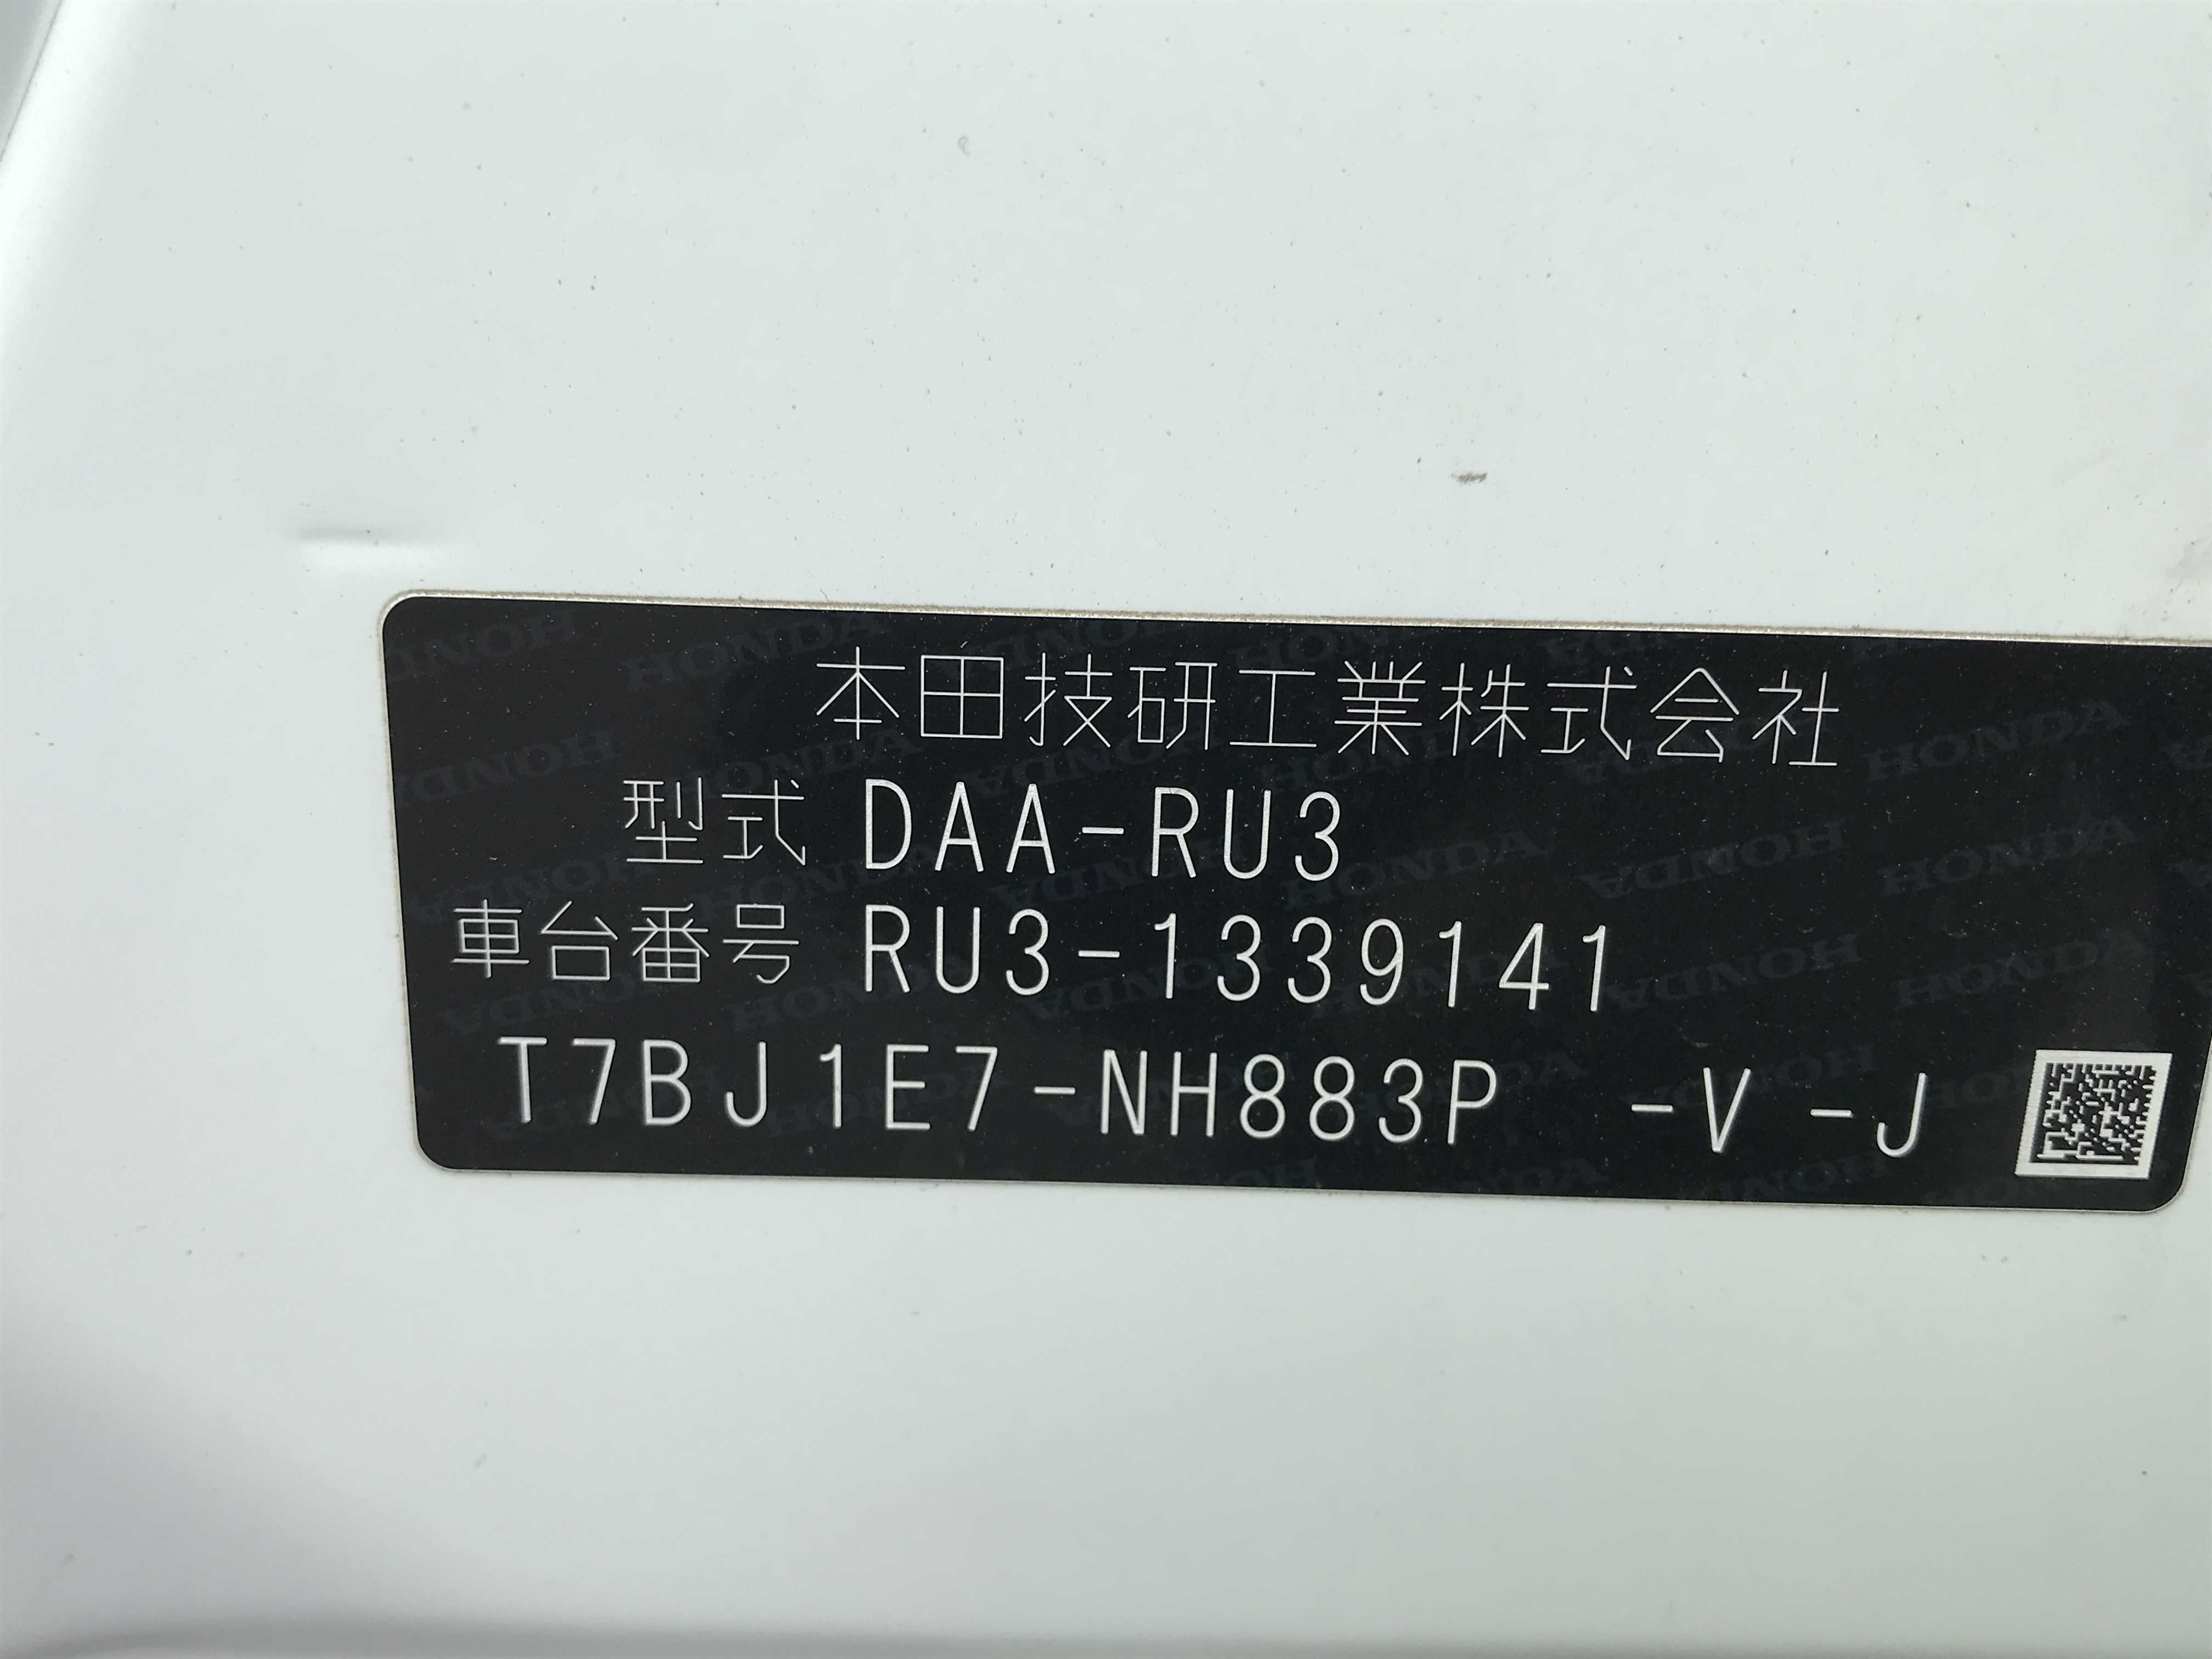 本田技研工業株式会社
型式 DAA-RU3
車台番号 RU3-1339141
T7BJ1E7-NH883P -V -J